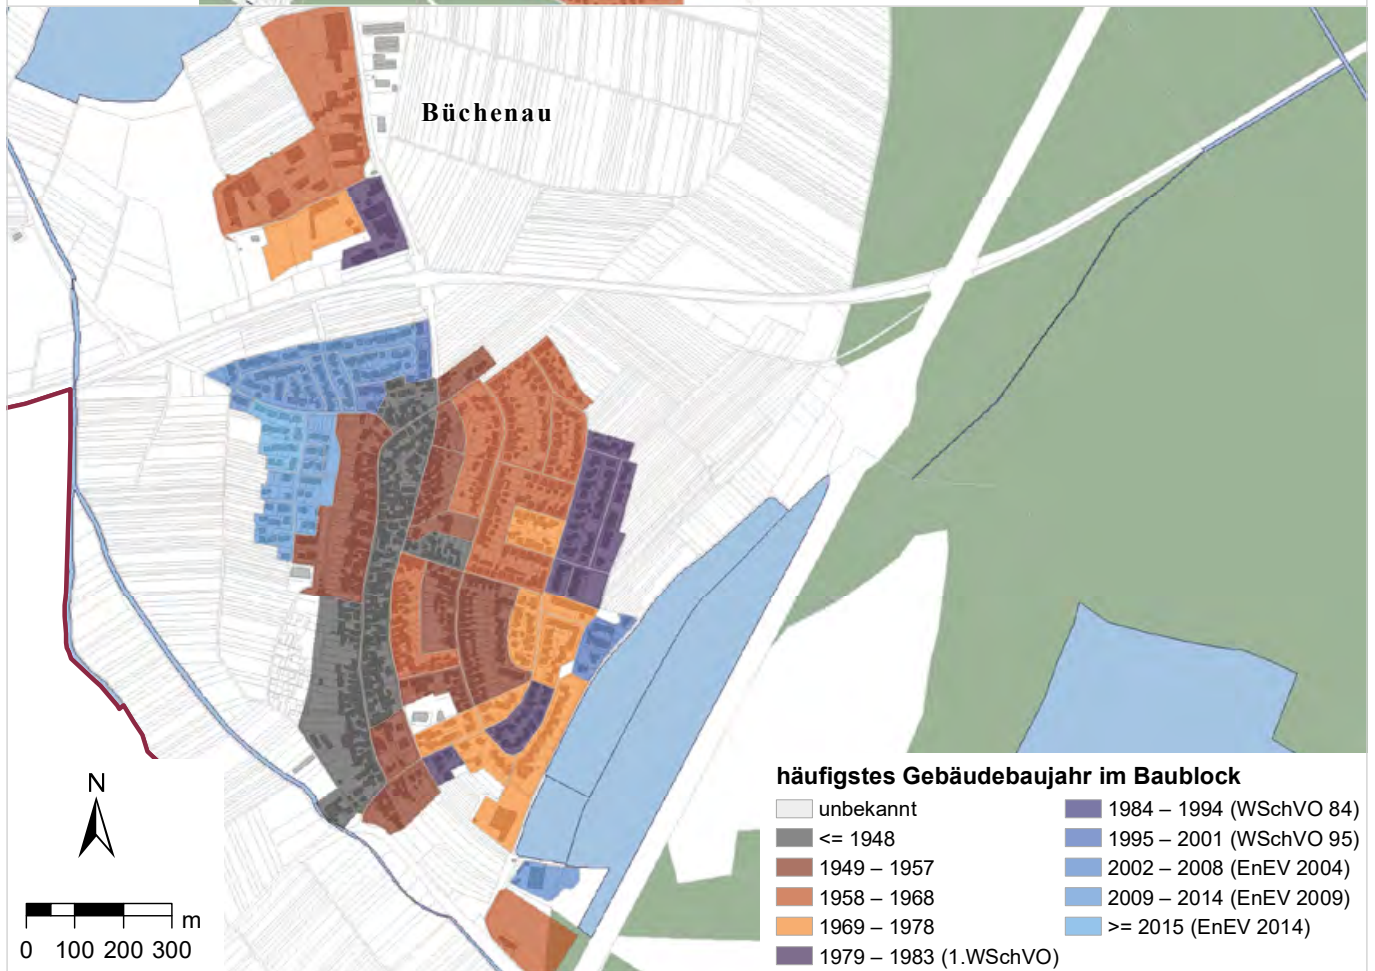 Büchenau
N
m
0 100 200 300
häufigstes Gebäudebaujahr im Baublock
unbekannt
<= 1948
1949 – 1957
1958 – 1968
1969 – 1978
1979 – 1983 (1.WSchVO)
1984 – 1994 (WSchVO 84)
1995 – 2001 (WSchVO 95)
2002 – 2008 (EnEV 2004)
2009 – 2014 (EnEV 2009)
>= 2015 (EnEV 2014)